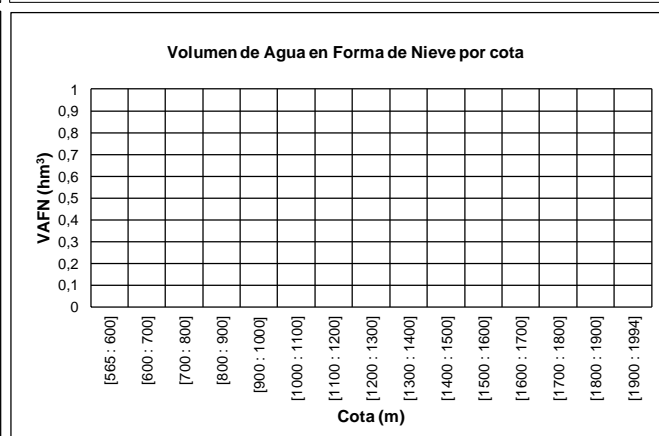 Volumen de Agua en Forma de Nieve por cota
VAFN (hm³)
1
0,9
0,8
0,7
0,6
0,5
0,4
0,3
0,2
0,1
0
[565 : 600]
[600 : 700]
[700 : 800]
[800 : 900]
[900 : 1000]
[1000 : 1100]
[1100 : 1200]
[1200 : 1300]
[1300 : 1400]
[1400 : 1500]
[1500 : 1600]
[1600 : 1700]
[1700 : 1800]
[1800 : 1900]
[1900 : 1994]
Cota (m)